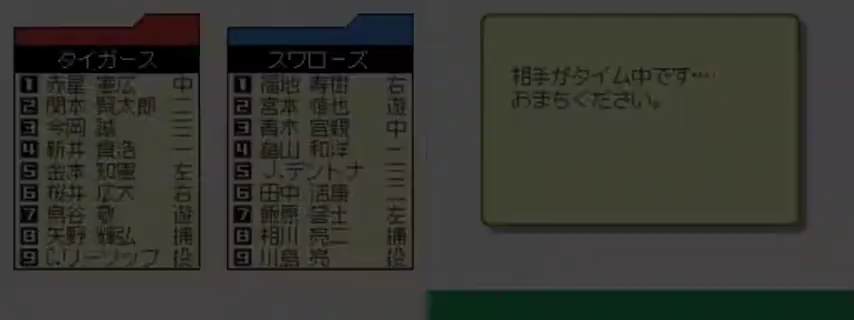 タイガース
1 赤星 憲広 中
2 関本 賢太郎 二
3 今岡 誠 三
4 新井 貴浩 一
5 金本 知憲 左
6 桜井 広大 右
7 鳥谷 敬 遊
8 矢野 輝弘 捕
9 C.リーソップ 投
スワローズ
1 福地 寿樹 右
2 宮本 慎也 遊
3 青木 宣親 中
4 畠山 和洋 一
5 J.デントナ 三
6 田中 浩康 二
7 飯原 誉士 左
8 相川 亮二 捕
9 川島 亮 投
相手がタイム中です…
おまちください。